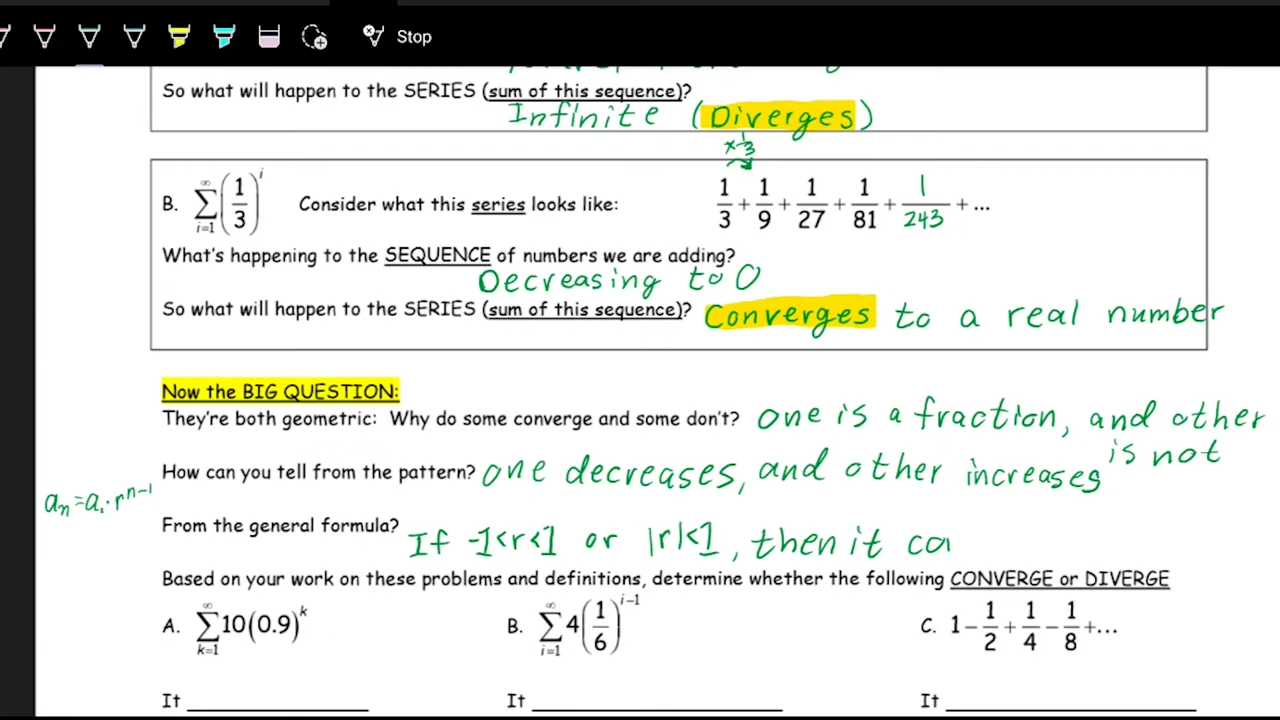 Stop
So what will happen to the SERIES (sum of this sequence)?
Infinite (Diverges)
×1/3
B. ∞ Σ i=1 (1/3)^i Consider what this series looks like: 1/3 + 1/9 + 1/27 + 1/81 + 1/243 + ...
What's happening to the SEQUENCE of numbers we are adding?
Decreasing to 0
So what will happen to the SERIES (sum of this sequence)? Converges to a real number
Now the BIG QUESTION:
They're both geometric: Why do some converge and some don't? one is a fraction, and other
is not
How can you tell from the pattern? one decreases, and other increases
aₙ=a₁·rⁿ⁻¹
From the general formula? If -1<r<1 or |r|<1, then it co
Based on your work on these problems and definitions, determine whether the following CONVERGE or DIVERGE
A. ∞ Σ k=1 10(0.9)^k B. ∞ Σ i=1 4(1/6)^(i-1) C. 1 - 1/2 + 1/4 - 1/8 + ...
It ____________ It ____________ It ____________